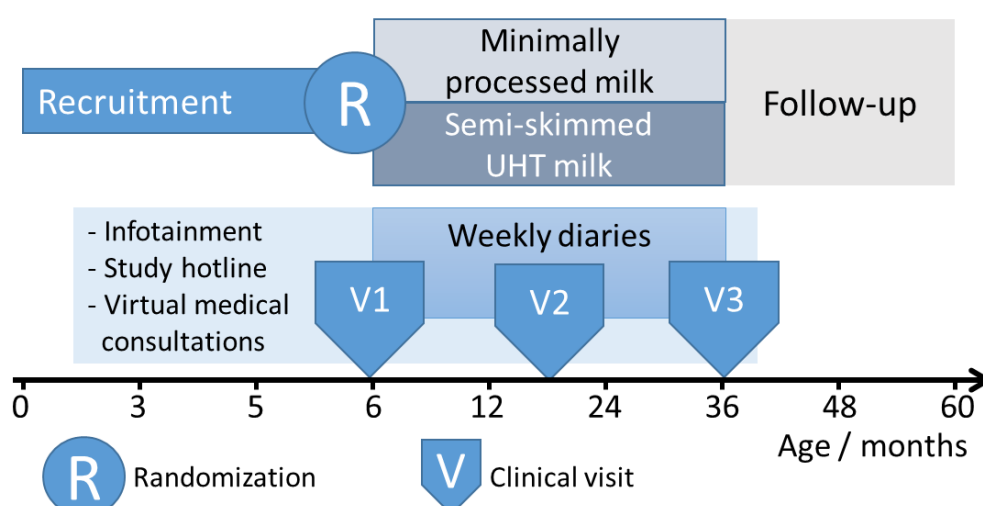 Minimally
processed milk
Recruitment
R
Semi-skimmed
UHT milk
Follow-up
- Infotainment
- Study hotline
- Virtual medical
consultations
Weekly diaries
V1
V2
V3
0 3 5 6 12 24 36 48 60
Age / months
R Randomization
V Clinical visit